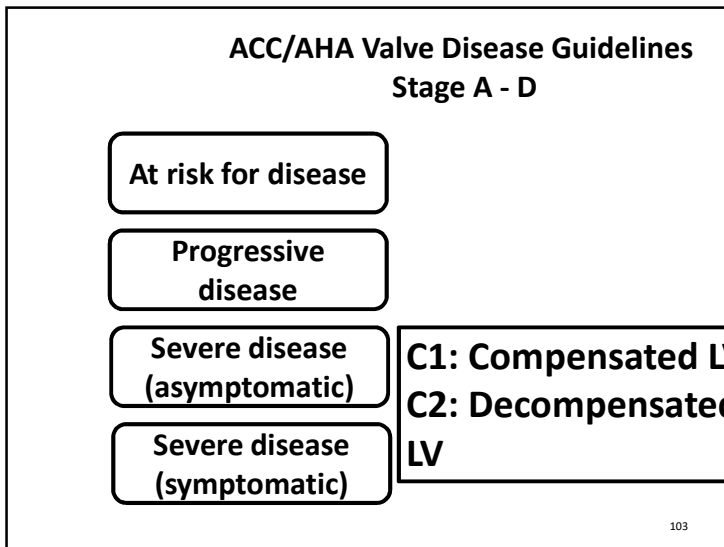 ACC/AHA Valve Disease Guidelines
Stage A - D
At risk for disease
Progressive
disease
Severe disease
(asymptomatic)
C1: Compensated
C2: Decompensated
LV
Severe disease
(symptomatic)
103